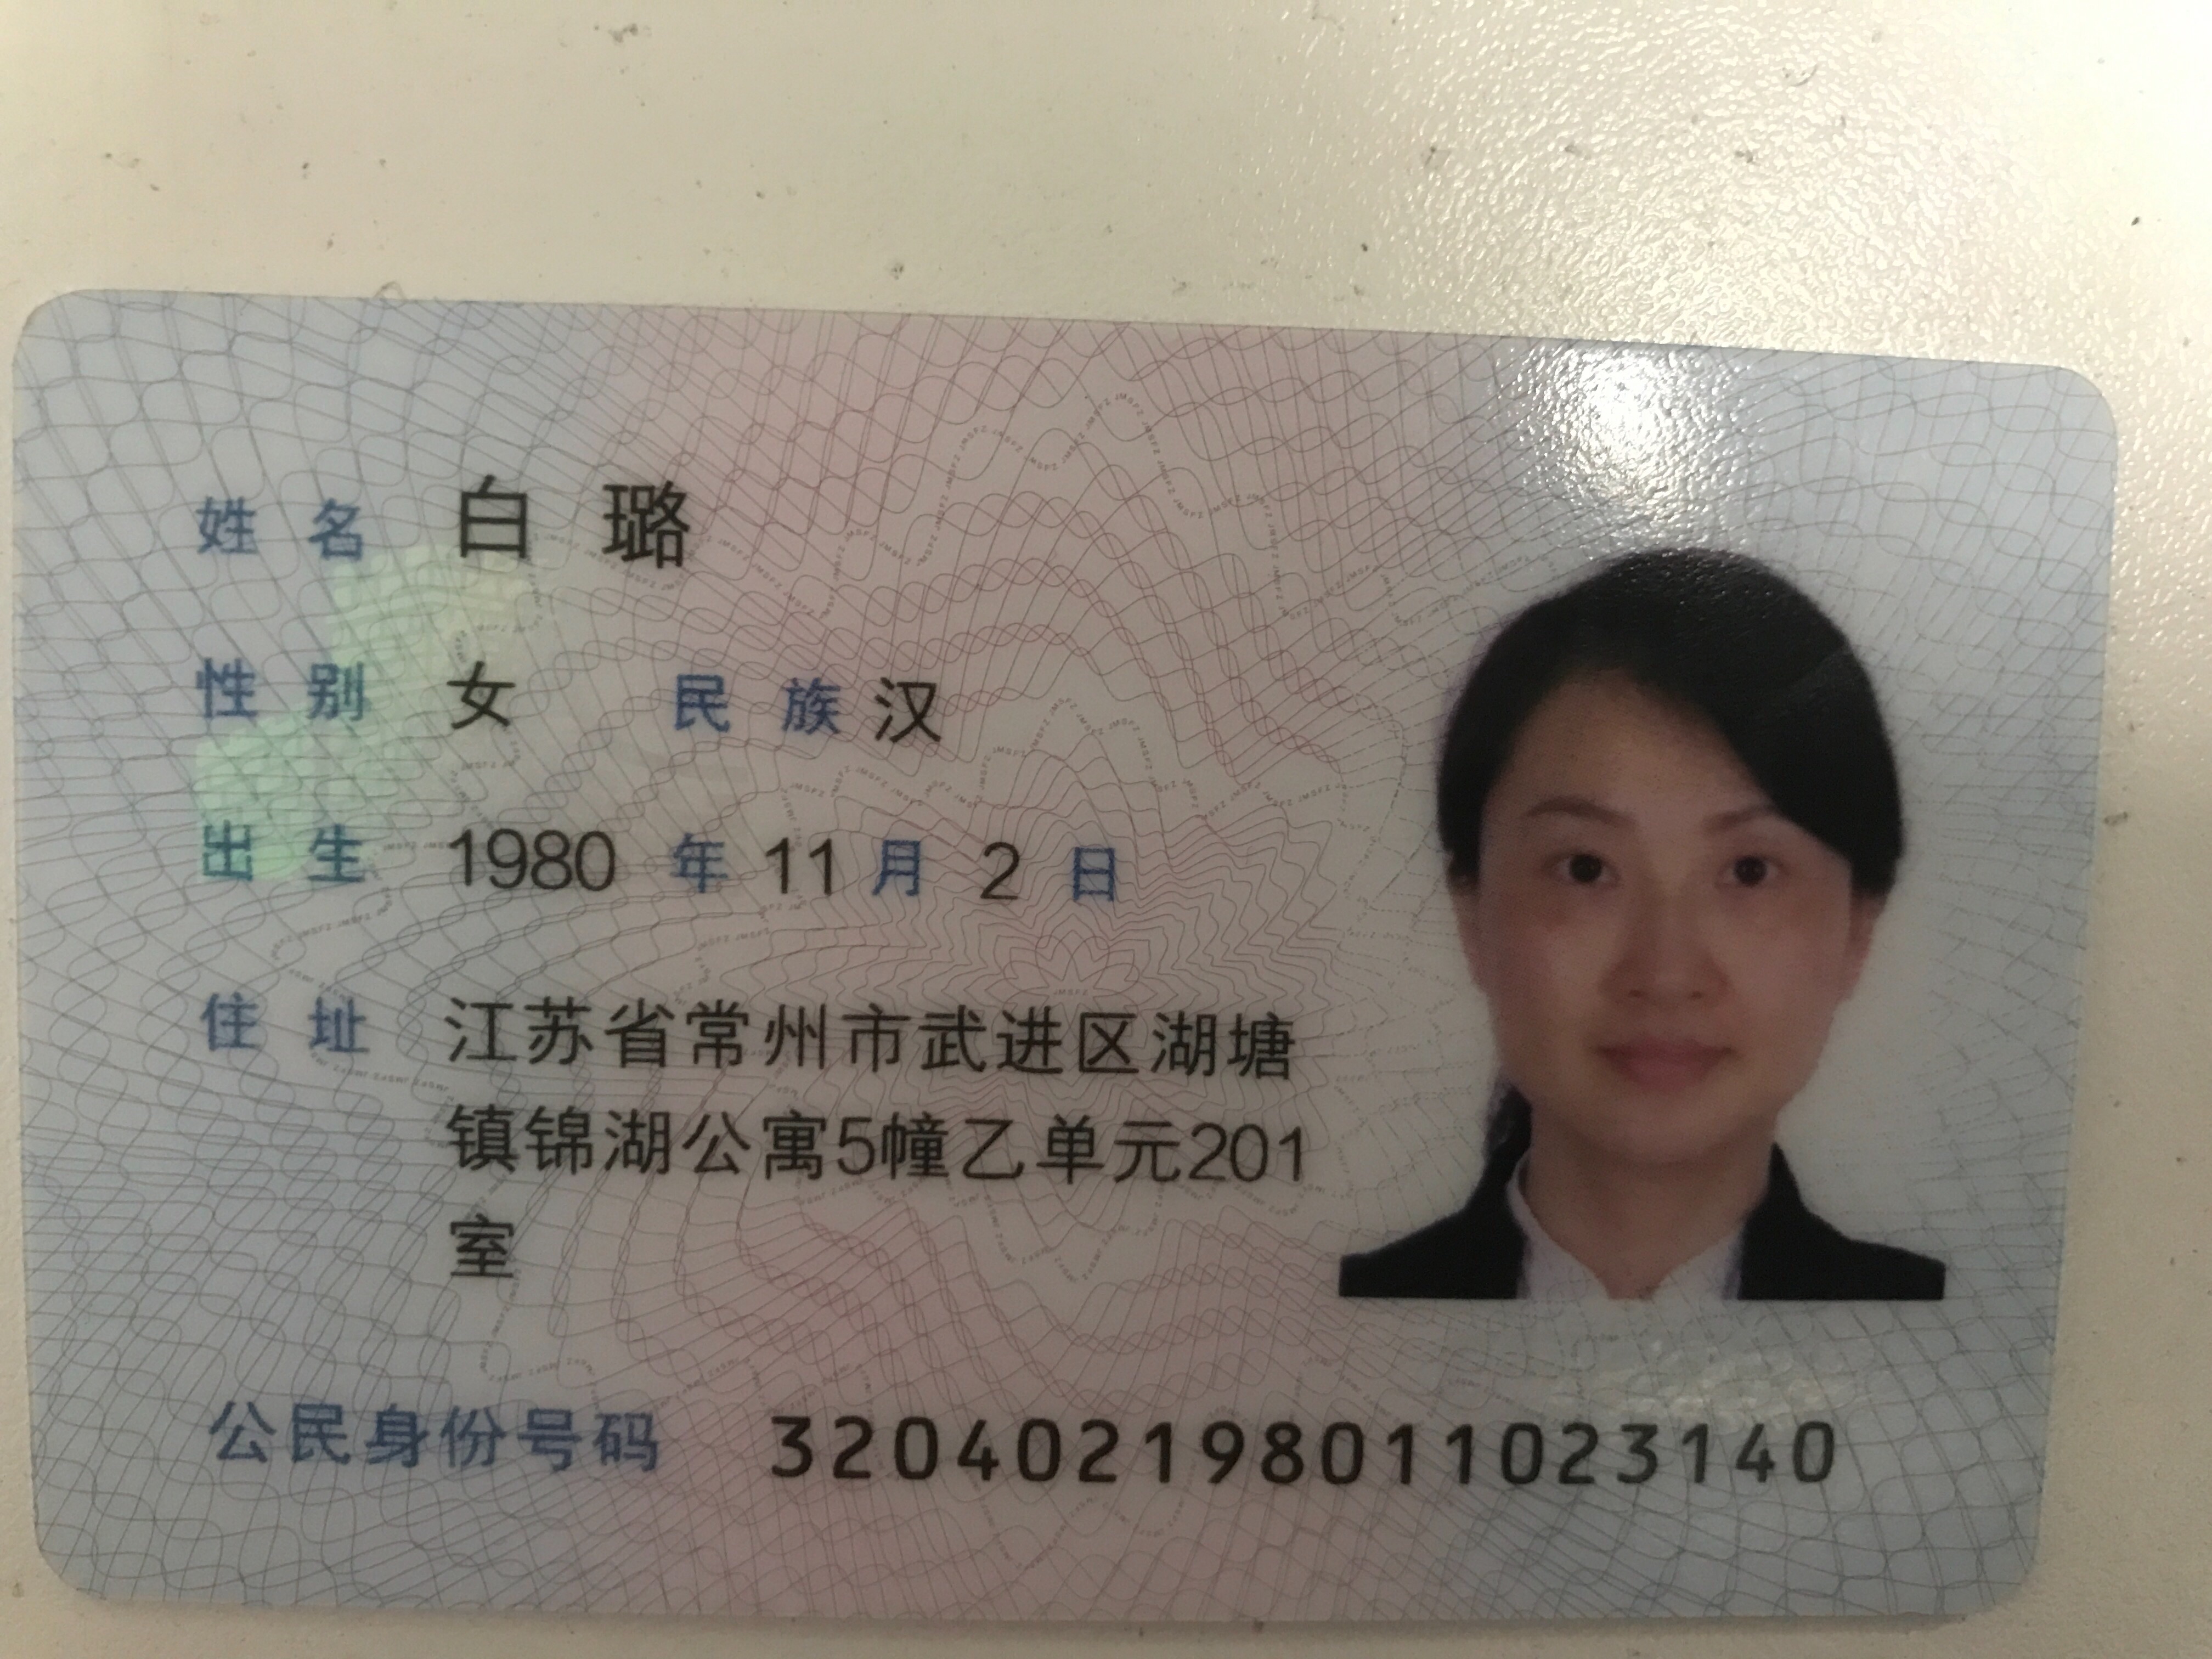 姓 名 白 璐
性 别 女 民 族 汉
出 生 1980 年 11 月 2 日
住 址 江苏省常州市武进区湖塘
镇锦湖公寓5幢乙单元201
室
公民身份号码 320402198011023140